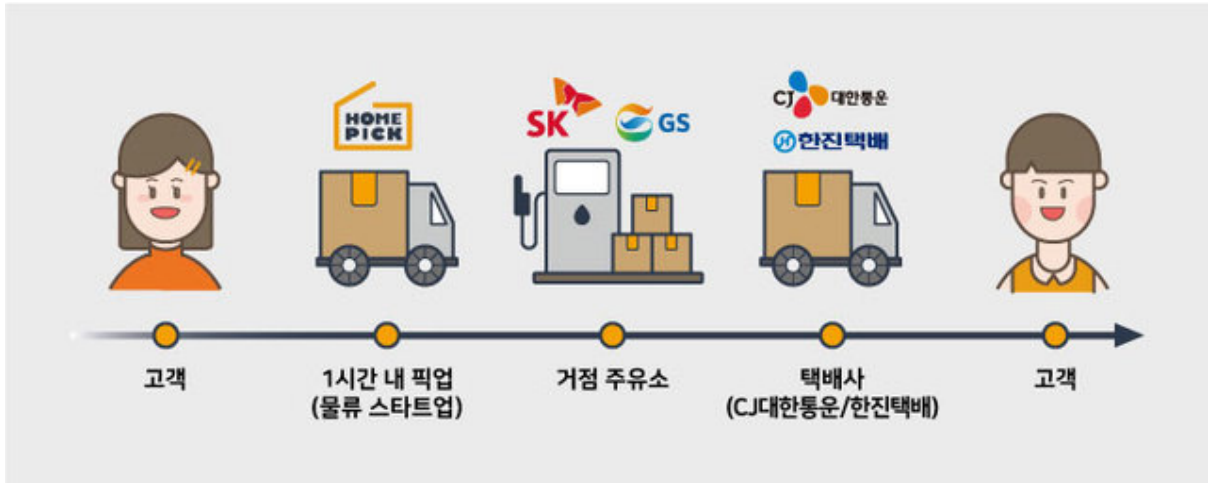 HOME
PICK
SK
GS
CJ 대한통운
H 한진택배
고객
1시간 내 픽업
(물류 스타트업)
거점 주유소
택배사
(CJ대한통운/한진택배)
고객